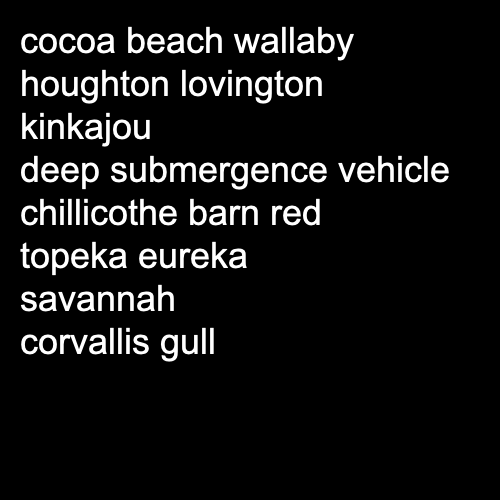 cocoa beach wallaby
houghton lovington
kinkajou
deep submergence vehicle
chillicothe barn red
topeka eureka
savannah
corvallis gull